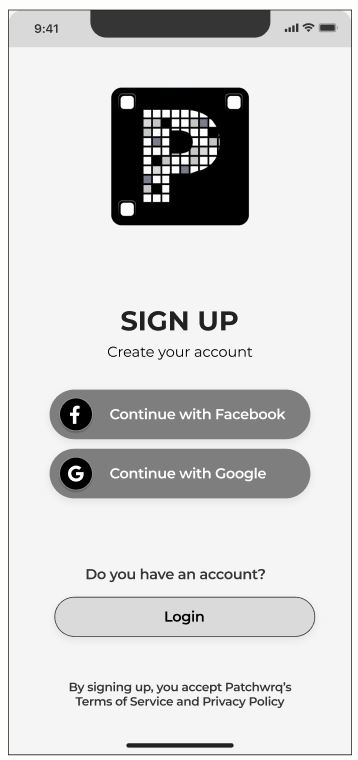 9:41
P
SIGN UP
Create your account
f Continue with Facebook
G Continue with Google
Do you have an account?
Login
By signing up, you accept Patchwrq's
Terms of Service and Privacy Policy